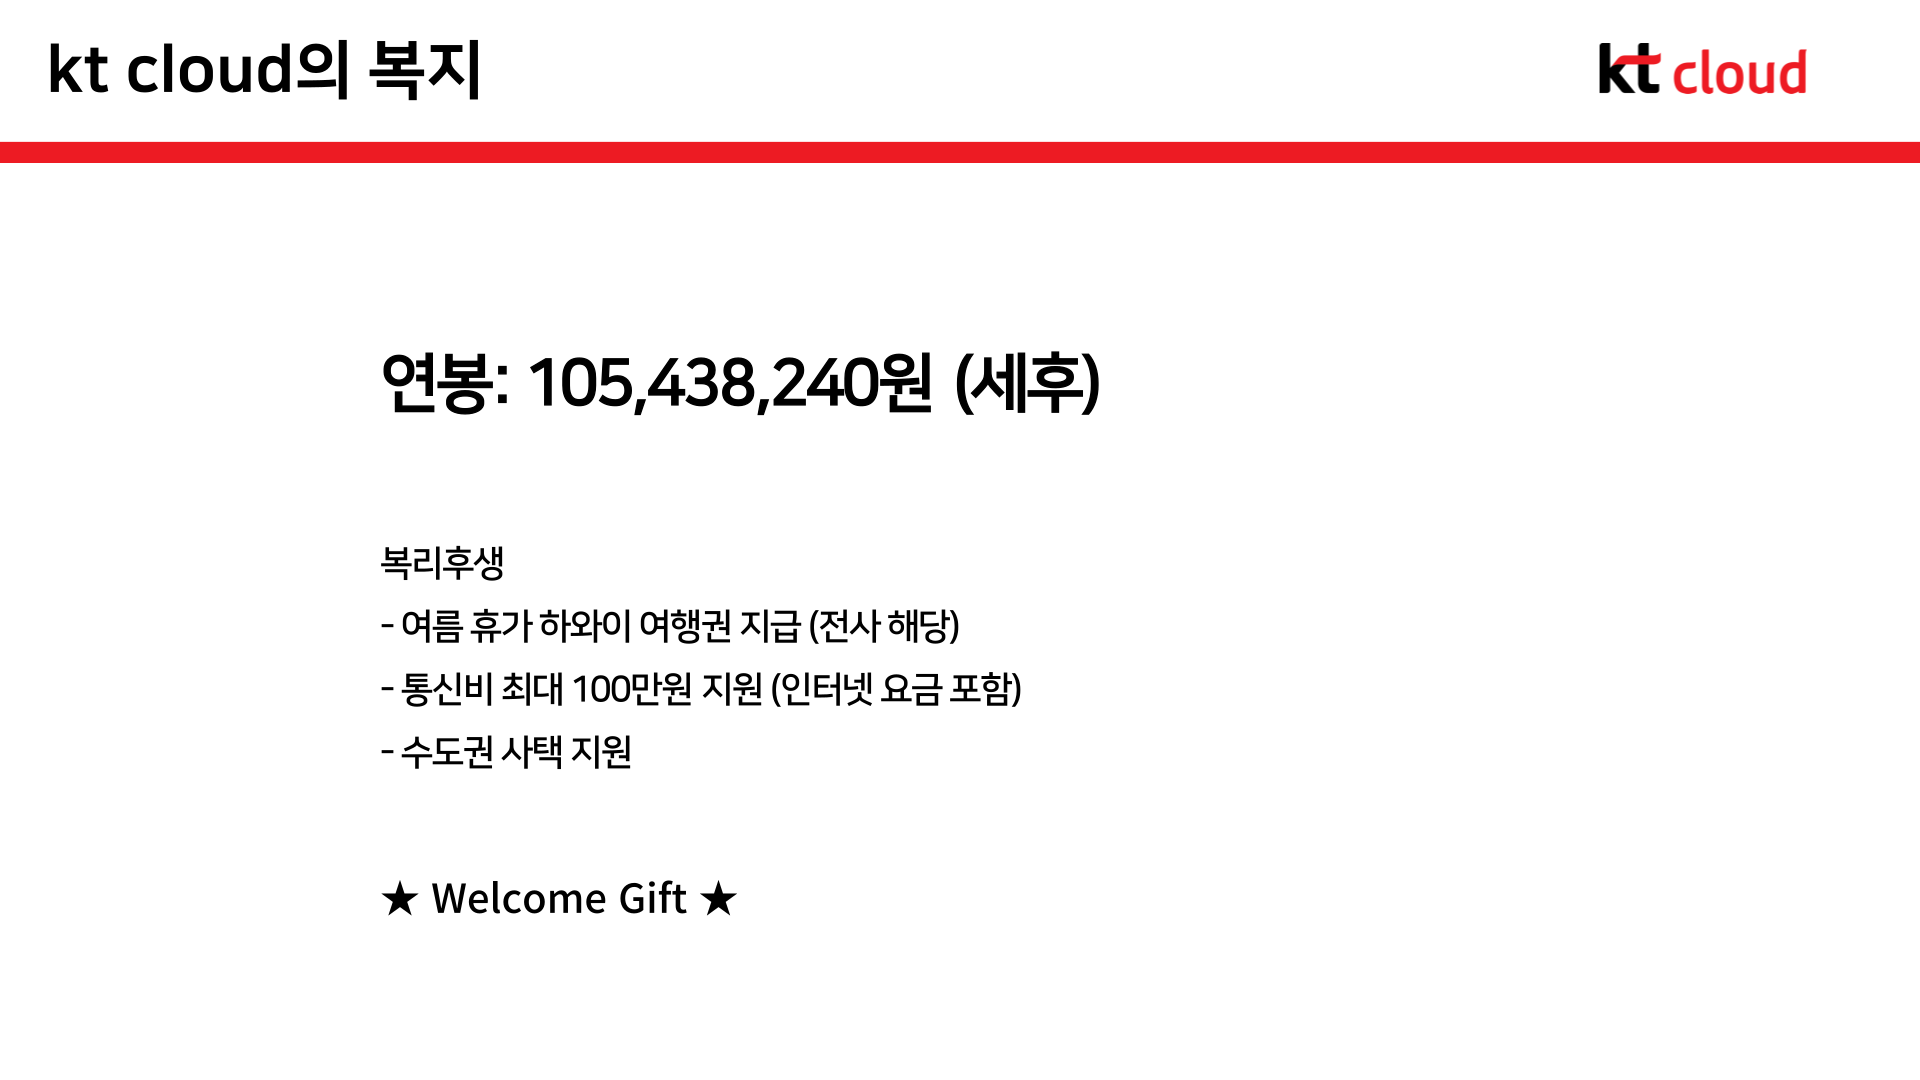 kt cloud의 복지
kt cloud
연봉: 105,438,240원 (세후)
복리후생
- 여름 휴가 하와이 여행권 지급 (전사 해당)
- 통신비 최대 100만원 지원 (인터넷 요금 포함)
- 수도권 사택 지원
★ Welcome Gift ★